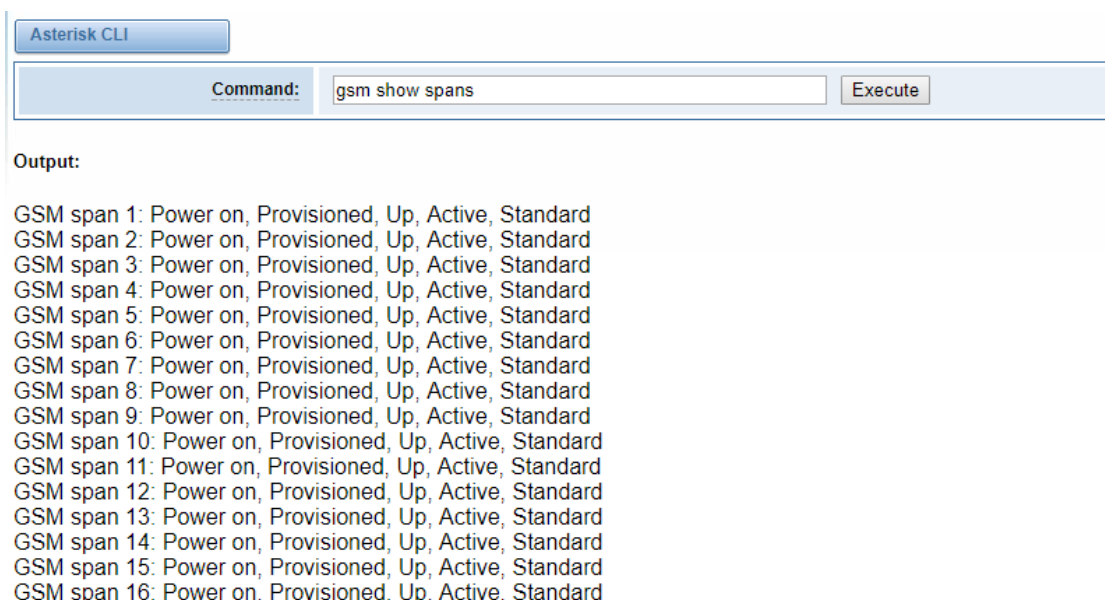 Asterisk CLI
Command: gsm show spans Execute
Output:
GSM span 1: Power on, Provisioned, Up, Active, Standard
GSM span 2: Power on, Provisioned, Up, Active, Standard
GSM span 3: Power on, Provisioned, Up, Active, Standard
GSM span 4: Power on, Provisioned, Up, Active, Standard
GSM span 5: Power on, Provisioned, Up, Active, Standard
GSM span 6: Power on, Provisioned, Up, Active, Standard
GSM span 7: Power on, Provisioned, Up, Active, Standard
GSM span 8: Power on, Provisioned, Up, Active, Standard
GSM span 9: Power on, Provisioned, Up, Active, Standard
GSM span 10: Power on, Provisioned, Up, Active, Standard
GSM span 11: Power on, Provisioned, Up, Active, Standard
GSM span 12: Power on, Provisioned, Up, Active, Standard
GSM span 13: Power on, Provisioned, Up, Active, Standard
GSM span 14: Power on, Provisioned, Up, Active, Standard
GSM span 15: Power on, Provisioned, Up, Active, Standard
GSM span 16: Power on, Provisioned, Up, Active, Standard